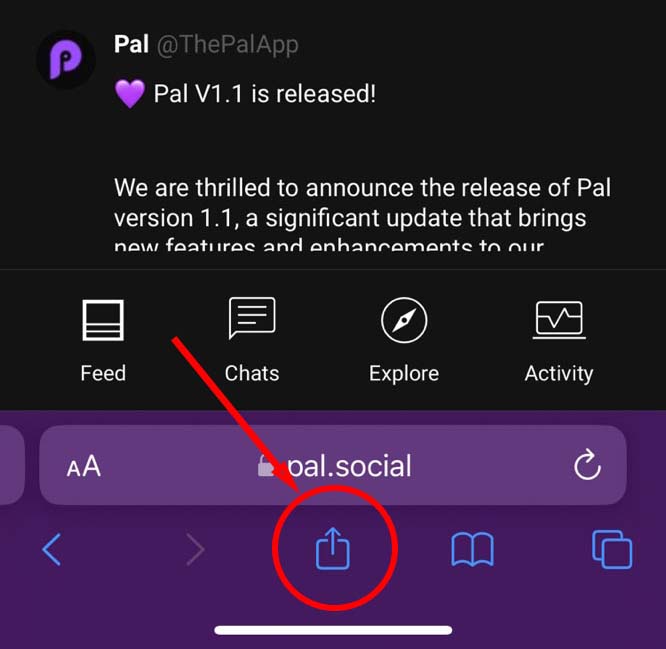 Pal @ThePalApp
💜 Pal V1.1 is released!
We are thrilled to announce the release of Pal
version 1.1, a significant update that brings
new features and enhancements to our
Feed
Chats
Explore
Activity
AA
pal.social